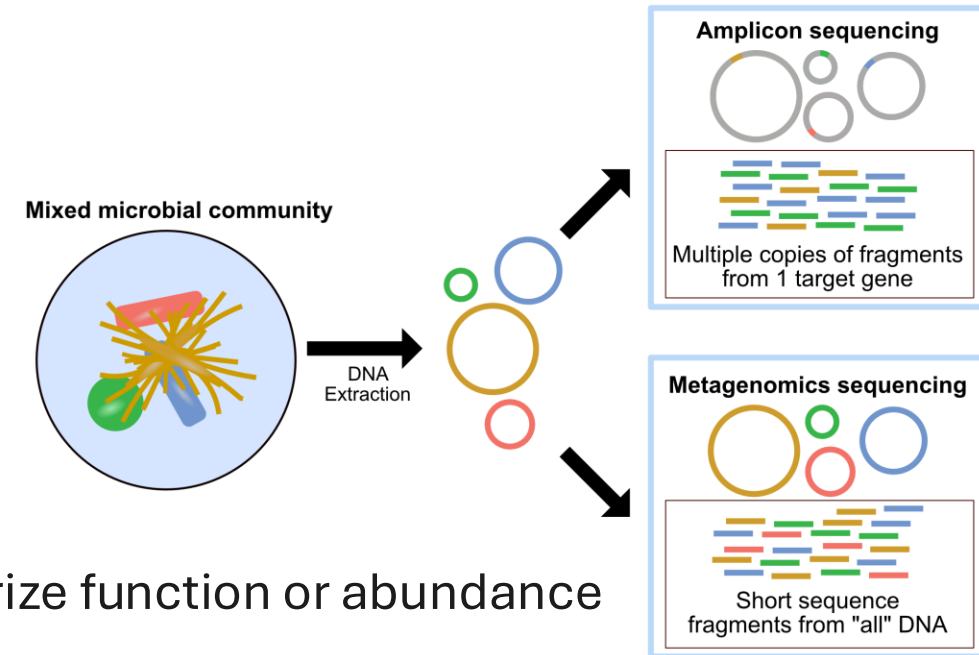 Amplicon sequencing
Multiple copies of fragments
from 1 target gene
Mixed microbial community
DNA
Extraction
Metagenomics sequencing
Short sequence
fragments from "all" DNA
rize function or abundance